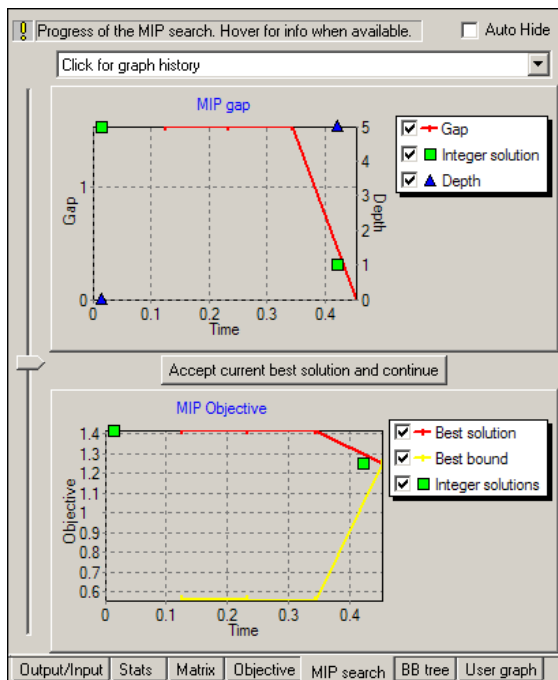 Progress of the MIP search. Hover for info when available.
Auto Hide
Click for graph history
MIP gap
Gap
1
0
5
4
3
2
1
0
Depth
0 0.1 0.2 0.3 0.4
Time
Gap
Integer solution
Depth
Accept current best solution and continue
MIP Objective
Objective
1.4
1.3
1.2
1.1
1
0.9
0.8
0.7
0.6
0 0.1 0.2 0.3 0.4
Time
Best solution
Best bound
Integer solutions
Output/Input Stats Matrix Objective MIP search BB tree User graph